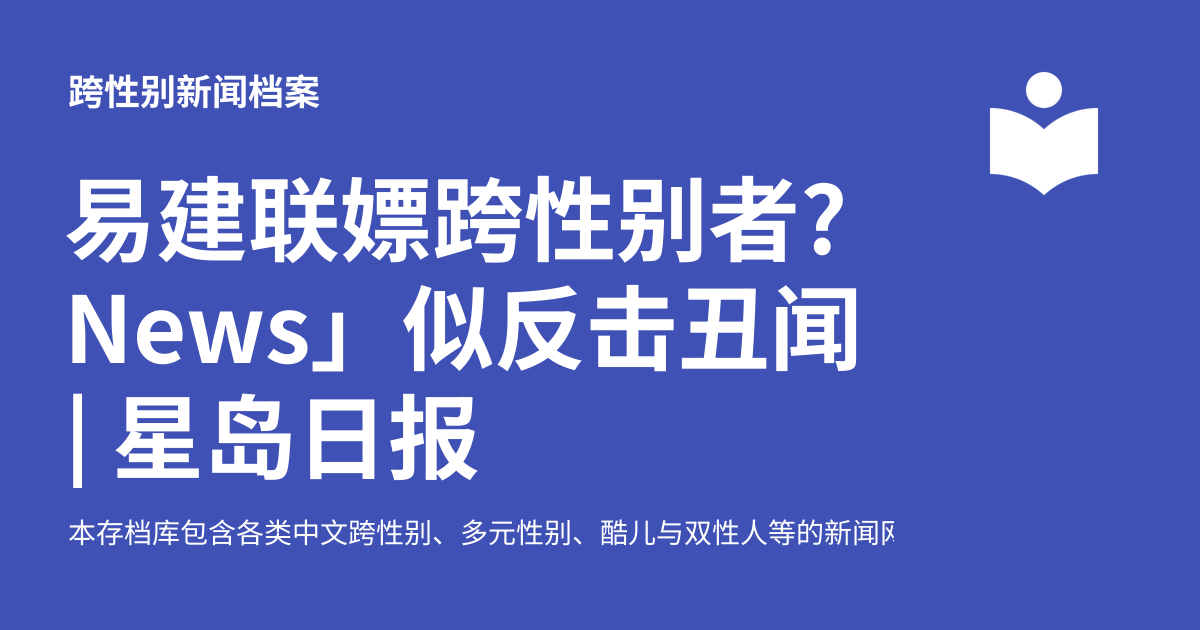 跨性别新闻档案
易建联嫖跨性别者？
News」似反击丑闻
| 星岛日报
本存档库包含各类中文跨性别、多元性别、酷儿与双性人等的新闻